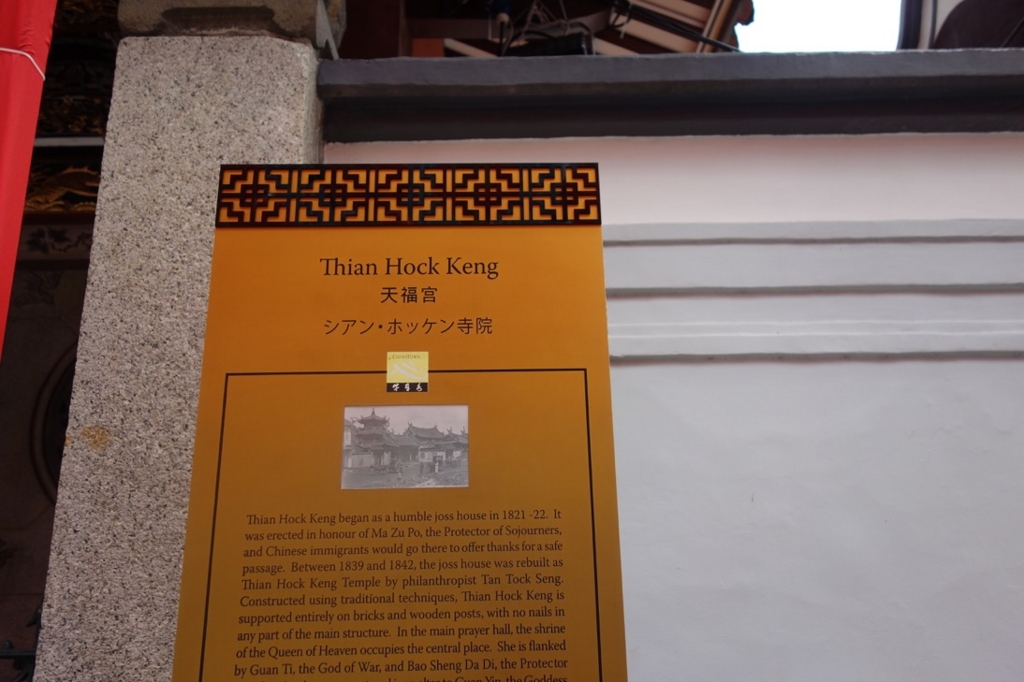 Thian Hock Keng
天福宫
シアン・ホッケン寺院
Thian Hock Keng began as a humble joss house in 1821 -22. It
was erected in honour of Ma Zu Po, the Protector of Sojourners,
and Chinese immigrants would go there to offer thanks for a safe
passage. Between 1839 and 1842, the joss house was rebuilt as
Thian Hock Keng Temple by philanthropist Tan Tock Seng.
Constructed using traditional techniques, Thian Hock Keng is
supported entirely on bricks and wooden posts, with no nails in
any part of the main structure. In the main prayer hall, the shrine
of the Queen of Heaven occupies the central place. She is flanked
by Guan Ti, the God of War, and Bao Sheng Da Di, the Protector
Guan Yin, the Goddess